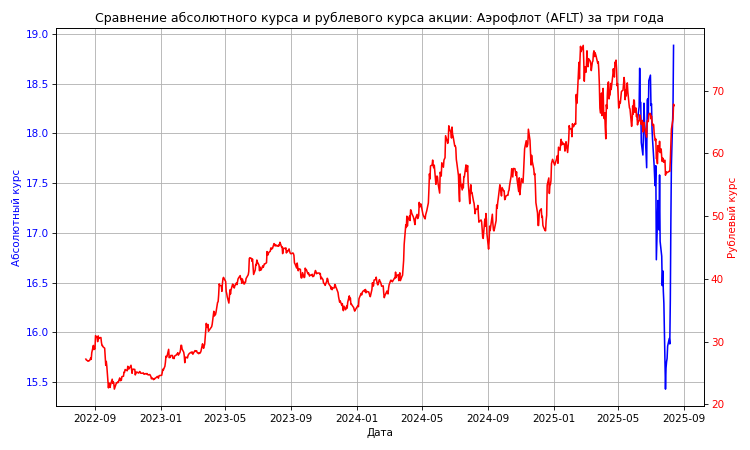 Сравнение абсолютного курса и рублевого курса акции: Аэрофлот (AFLT) за три года
19.0
18.5
18.0
17.5
17.0
16.5
16.0
15.5
Абсолютный курс
70
60
50
40
30
20
Рублевый курс
2022-09 2023-01 2023-05 2023-09 2024-01 2024-05 2024-09 2025-01 2025-05 2025-09
Дата